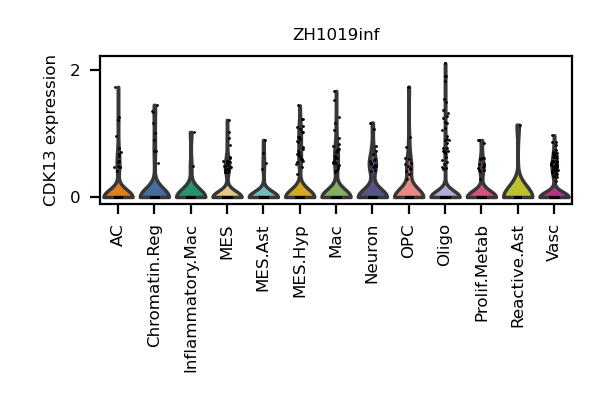 ZH1019inf
CDK13 expression
2
0
AC
Chromatin.Reg
Inflammatory.Mac
MES
MES.Ast
MES.Hyp
Mac
Neuron
OPC
Oligo
Prolif.Metab
Reactive.Ast
Vasc